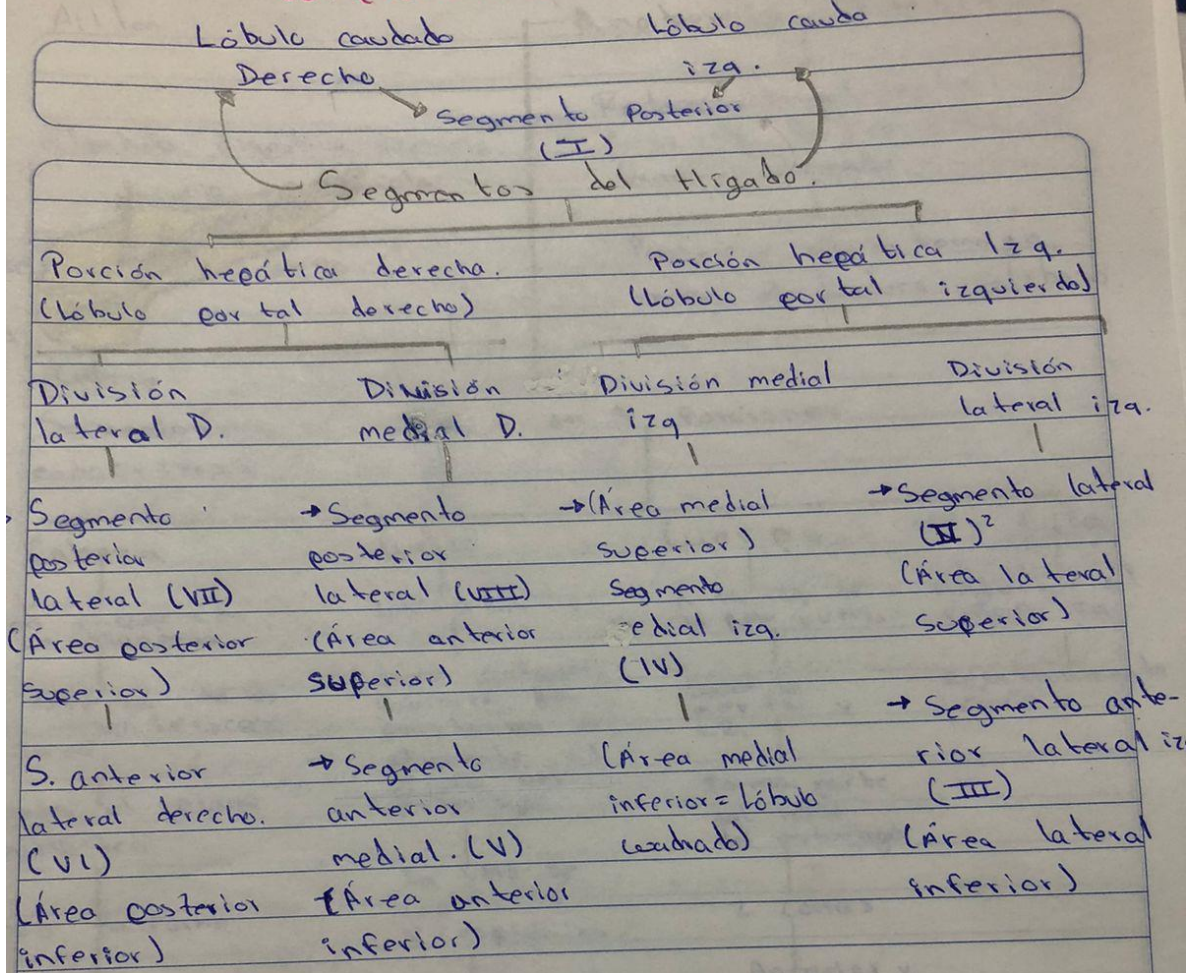 Lóbulo caudado
Derecho
Lóbulo cauda
izq.
Segmento Posterior
(I)
Segmentos del Hígado.
Porción hepática derecha.
(Lóbulo portal derecho)
Porción hepática Izq.
(Lóbulo portal izquierdo)
División
lateral D.
División
medial D.
División medial
izq
División
lateral izq.
Segmento
posterior
lateral (VII)
(Área posterior
superior)
→ Segmento
posterior
lateral (VIII)
(Área anterior
superior)
→ (Área medial
superior)
Segmento
edial izq.
(IV)
→ Segmento lateral
(II)²
(Área lateral
superior)
S. anterior
lateral derecho.
(VI)
(Área posterior
inferior)
→ Segmento
anterior
medial. (V)
(Área anterior
inferior)
(Área medial
inferior = Lóbulo
cuadrado)
→ Segmento ante-
rior lateral iz
(III)
(Área lateral
inferior)